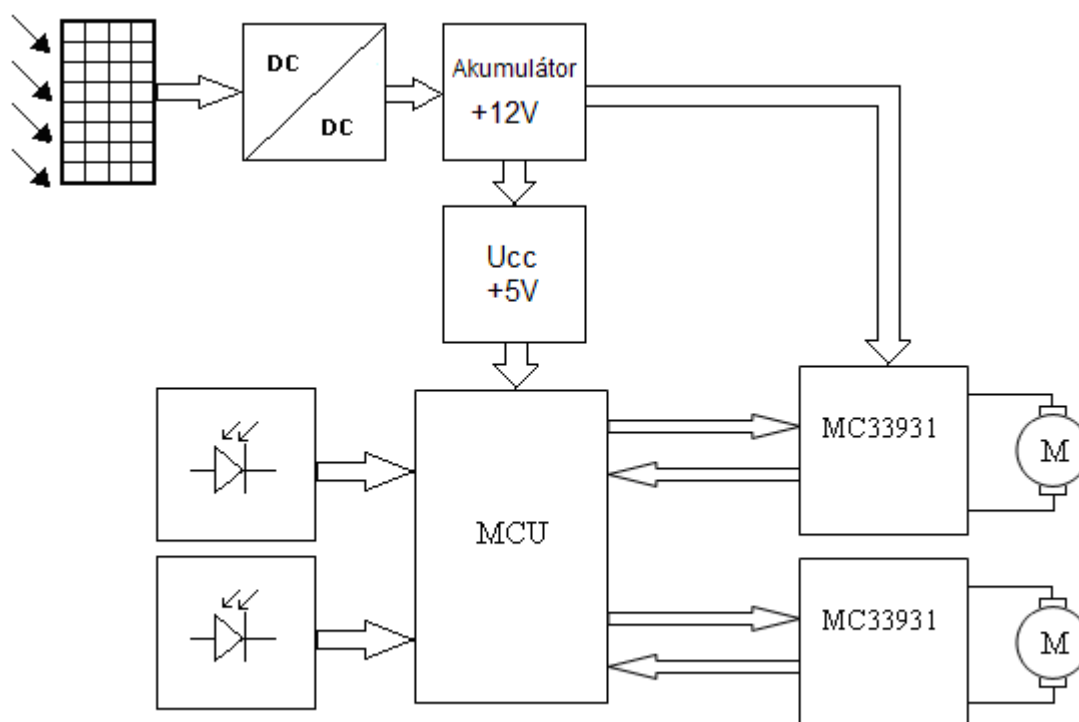 DC
DC
Akumulátor
+12V
Ucc
+5V
MCU
MC33931
M
MC33931
M